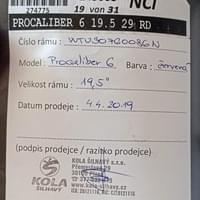 NCI
274775
19 von 31
PROCALIBER 6 19.5 29 RD
Číslo rámu: WTU307G0086N
Model: Procaliber 6 Barva: červená
Velikost rámu: 19,5"
Datum prodeje: 4.4.2019
(podpis prodejce / razítko prodejce)
KOLA ŠILHAVÝ s.r.o.
KOLA
ŠILHAVÝ